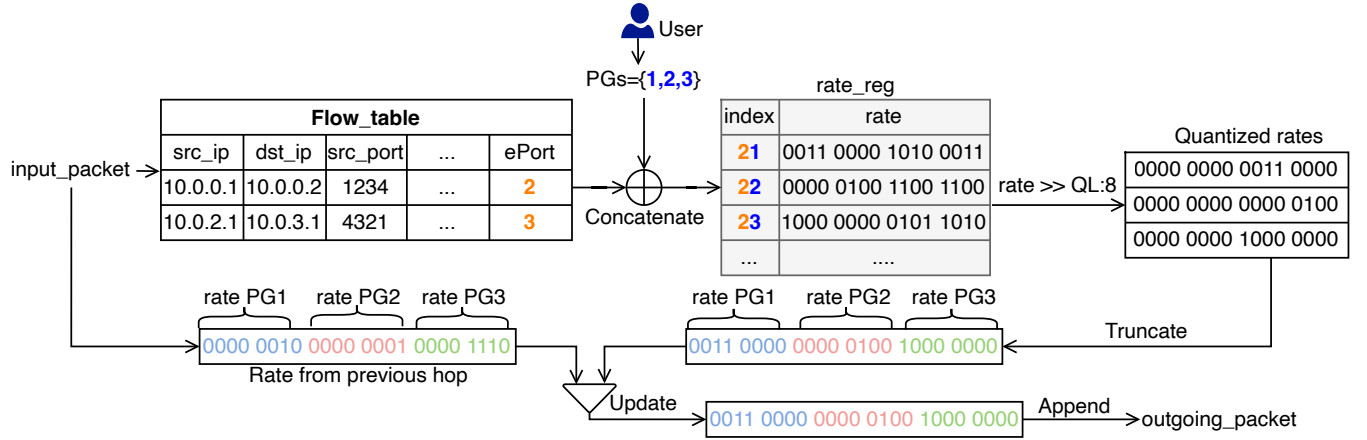 User
PGs={1,2,3}
input_packet
Flow_table
src_ip dst_ip src_port ... ePort
10.0.0.1 10.0.0.2 1234 ... 2
10.0.2.1 10.0.3.1 4321 ... 3
Concatenate
rate_reg
index rate
21 0011 0000 1010 0011
22 0000 0100 1100 1100
23 1000 0000 0101 1010
... ....
rate >> QL:8
Quantized rates
0000 0000 0011 0000
0000 0000 0000 0100
0000 0000 1000 0000
rate PG1 rate PG2 rate PG3
0000 0010 0000 0001 0000 1110
Rate from previous hop
rate PG1 rate PG2 rate PG3
0011 0000 0000 0100 1000 0000
Truncate
Update
0011 0000 0000 0100 1000 0000
Append
outgoing_packet